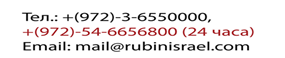 Тел.: +(972)-3-6550000,
+(972)-54-6656800 (24 часа)
Email: mail@rubinisrael.com